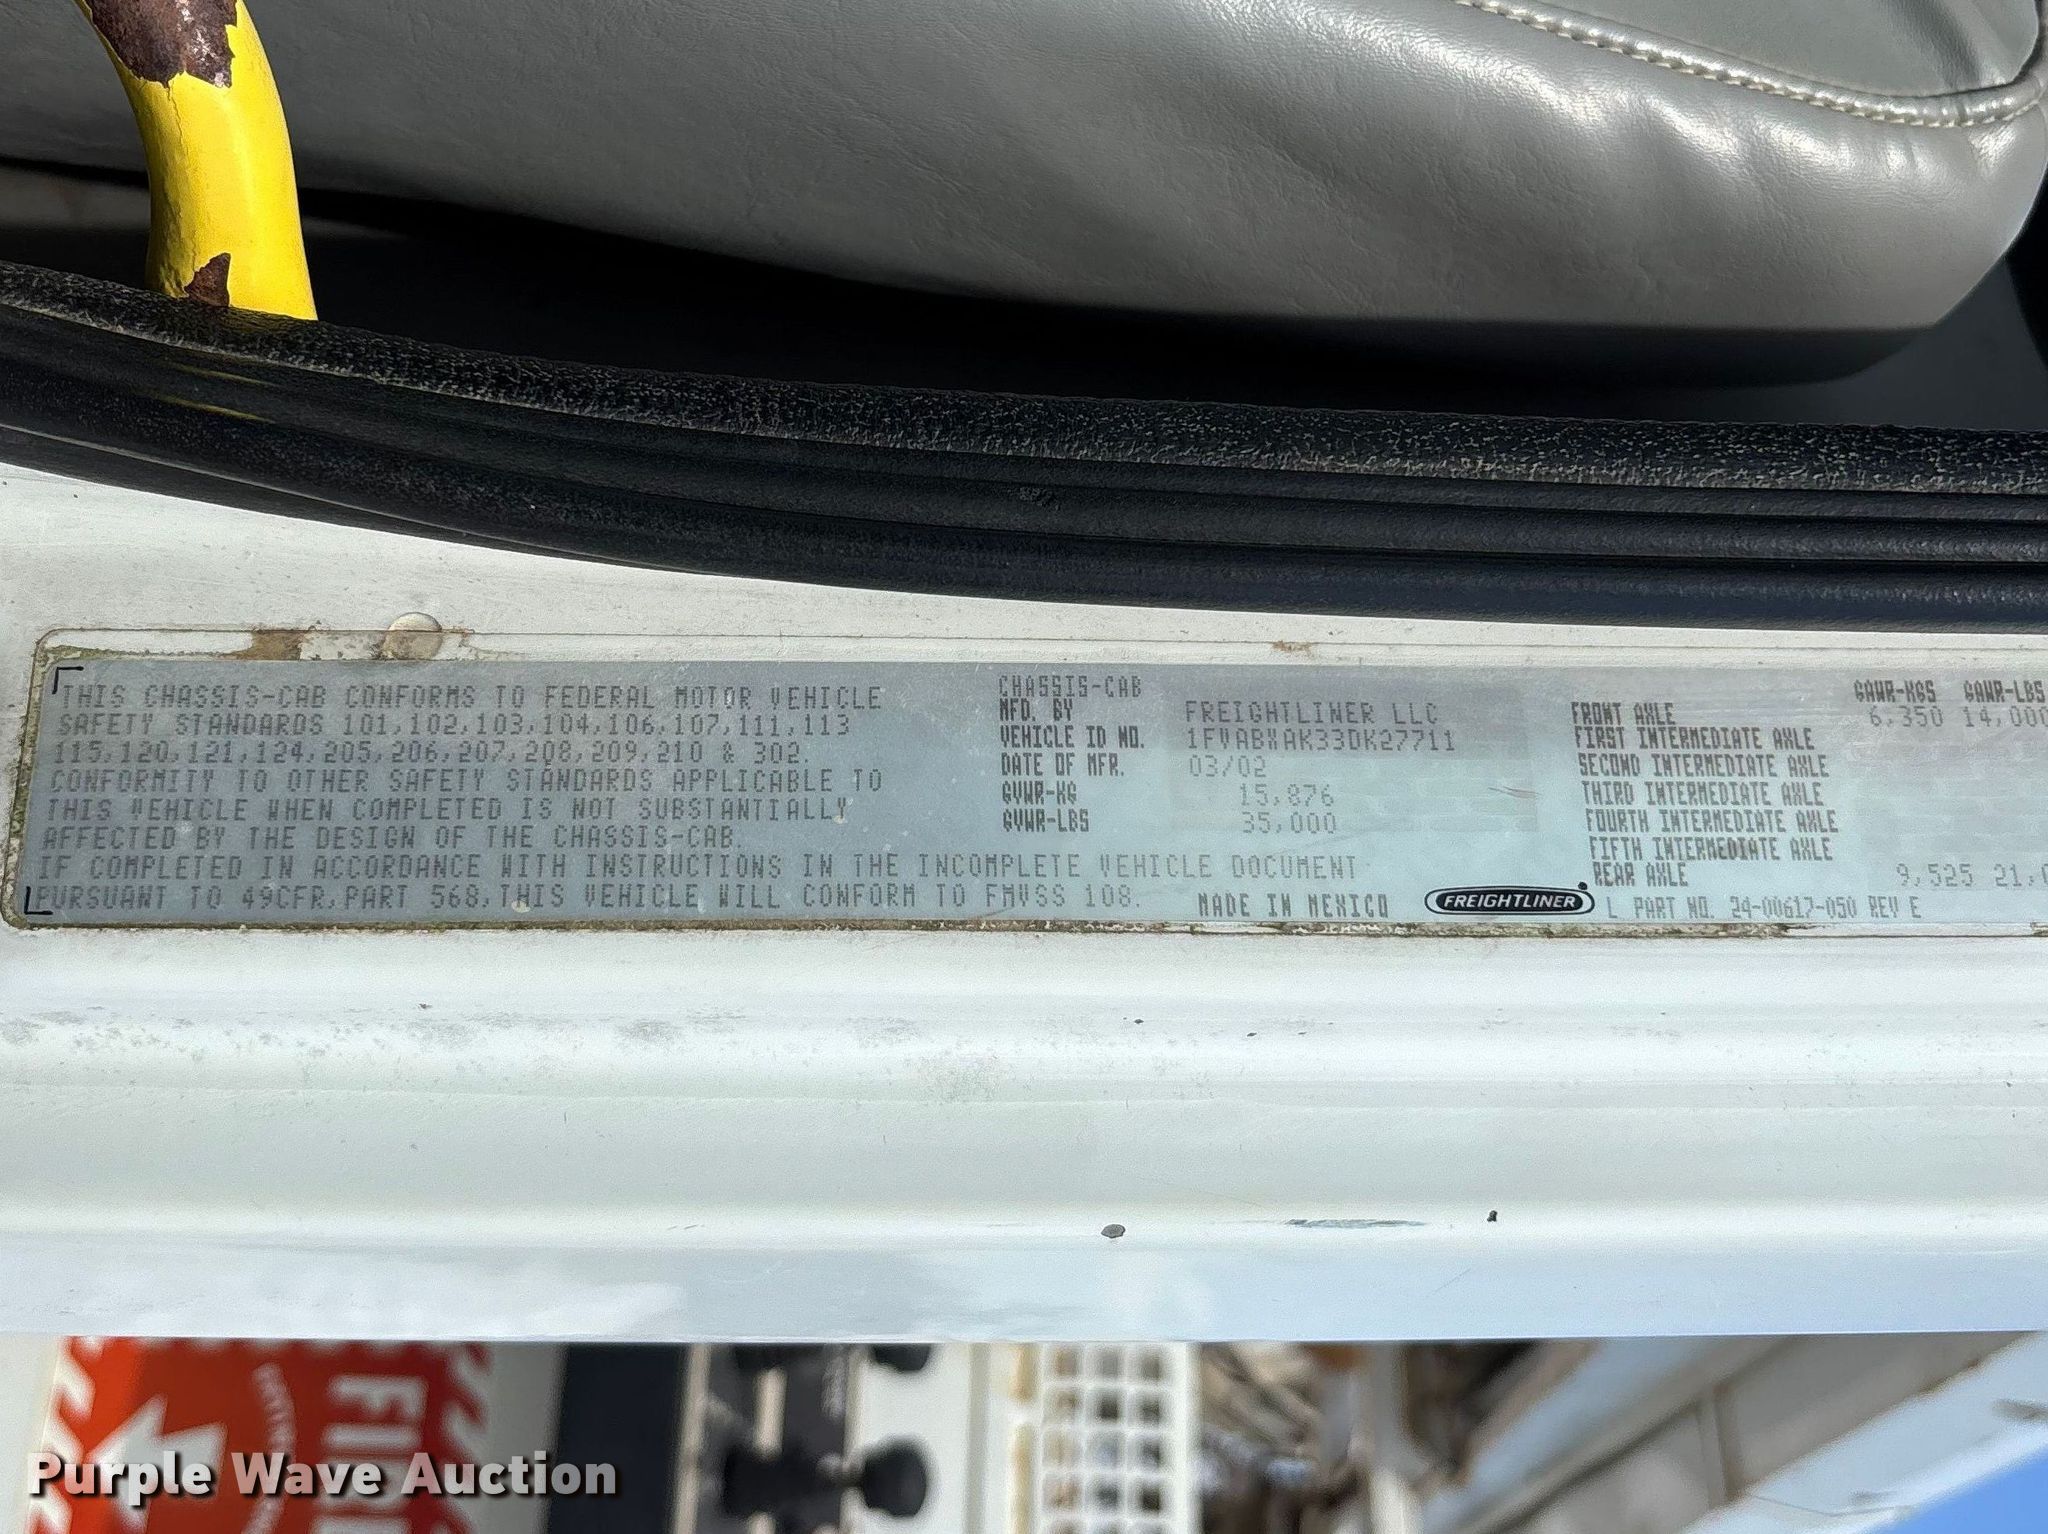 THIS CHASSIS-CAB CONFORMS TO FEDERAL MOTOR VEHICLE
SAFETY STANDARDS 101,102,103,104,106,107,111,113
115,120,121,124,205,206,207,208,209,210 & 302.
CONFORMITY TO OTHER SAFETY STANDARDS APPLICABLE TO
THIS VEHICLE WHEN COMPLETED IS NOT SUBSTANTIALLY
AFFECTED BY THE DESIGN OF THE CHASSIS-CAB.
IF COMPLETED IN ACCORDANCE WITH INSTRUCTIONS IN THE INCOMPLETE VEHICLE DOCUMENT
PURSUANT TO 49CFR,PART 568,THIS VEHICLE WILL CONFORM TO FMVSS 108.
CHASSIS-CAB
MFD. BY FREIGHTLINER LLC
VEHICLE ID NO. 1FVABXAK33DK27711
DATE OF MFR. 03/02
GVWR-KG 15,876
GVWR-LBS 35,000
MADE IN MEXICO
FREIGHTLINER
GAWR-KGS GAWR-LBS
FRONT AXLE 6,350 14,000
FIRST INTERMEDIATE AXLE
SECOND INTERMEDIATE AXLE
THIRD INTERMEDIATE AXLE
FOURTH INTERMEDIATE AXLE
FIFTH INTERMEDIATE AXLE
REAR AXLE 9,525 21,0
L PART NO. 24-00617-050 REV E
FIRE
Purple Wave Auction